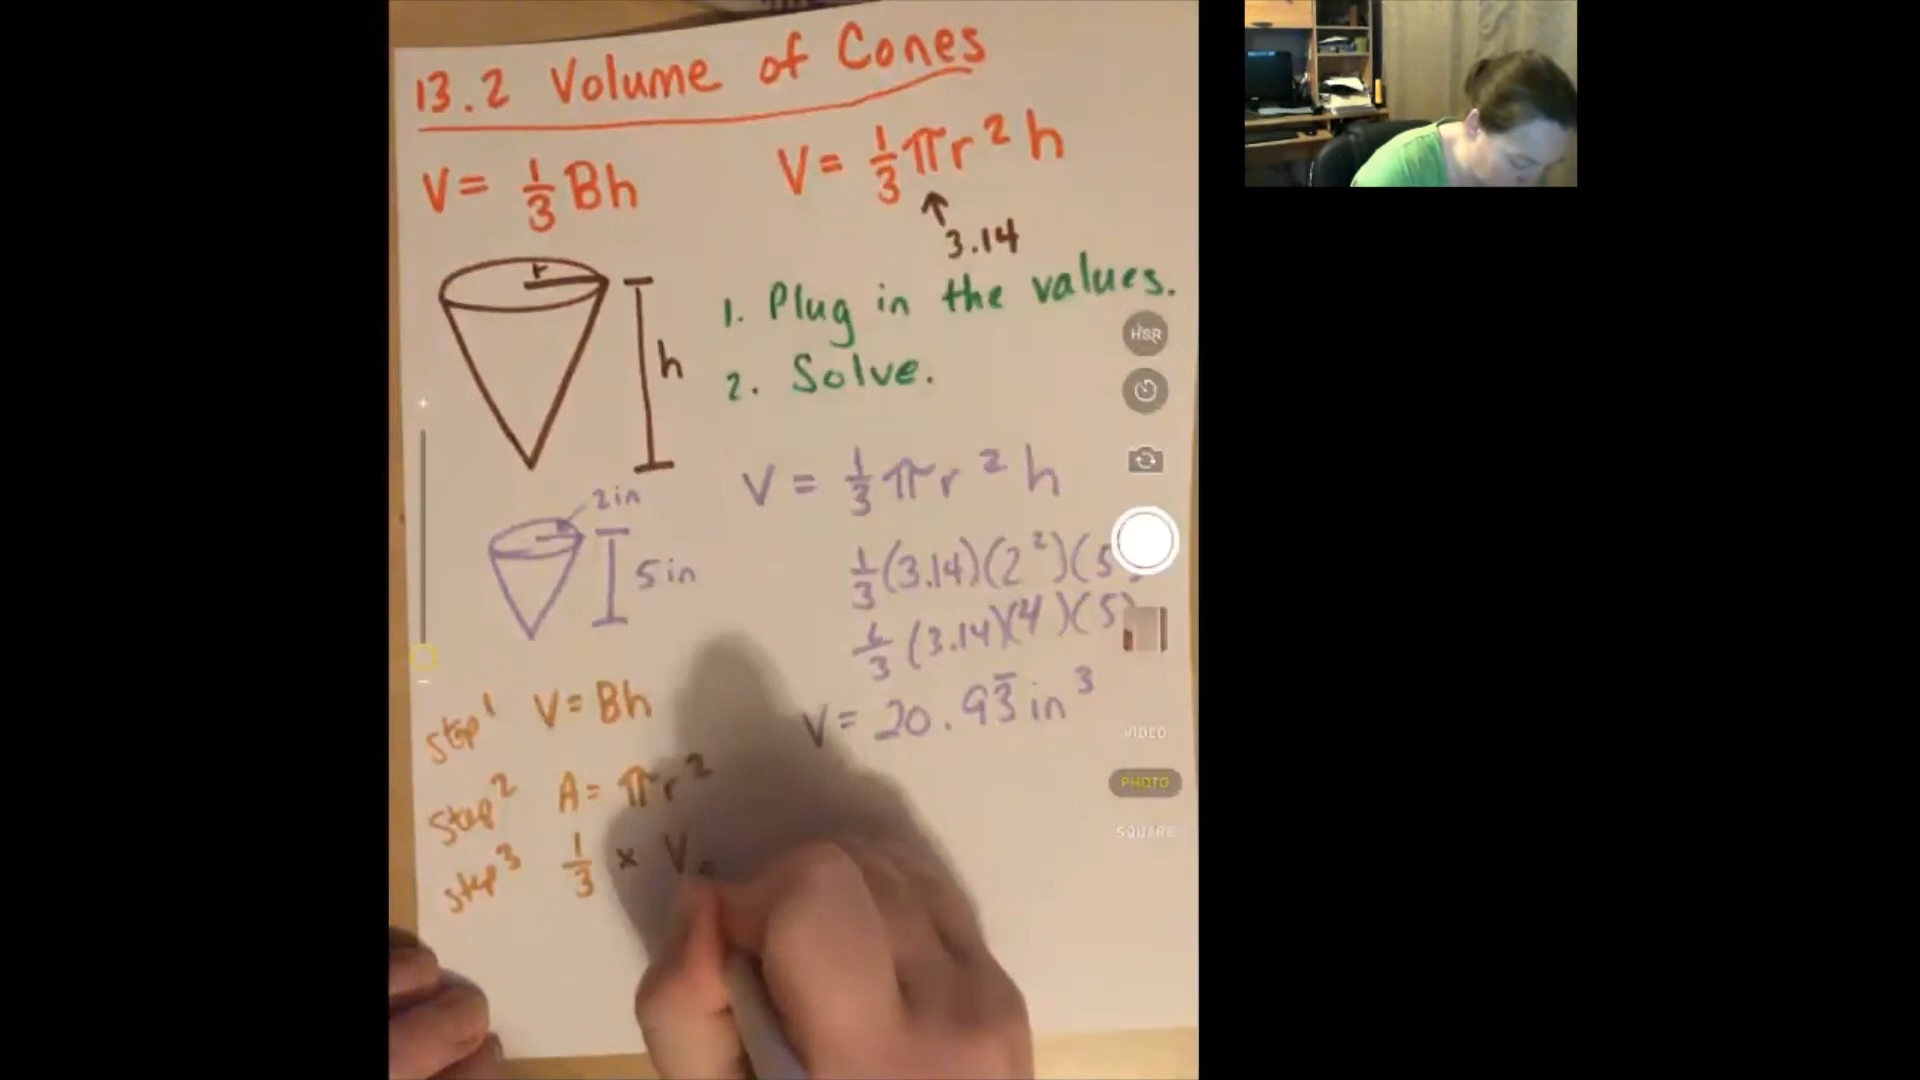 13.2 Volume of Cones
V = 1/3 Bh
V = 1/3 πr²h
3.14
r
h
1. Plug in the values.
2. Solve.
2in
5in
V = 1/3 πr²h
1/3 (3.14)(2²)(5)
1/3 (3.14)(4)(5)
V = 20.93̅ in³
step 1 V = Bh
step 2 A = πr²
step 3 1/3 × V
VIDEO
PHOTO
SQUARE